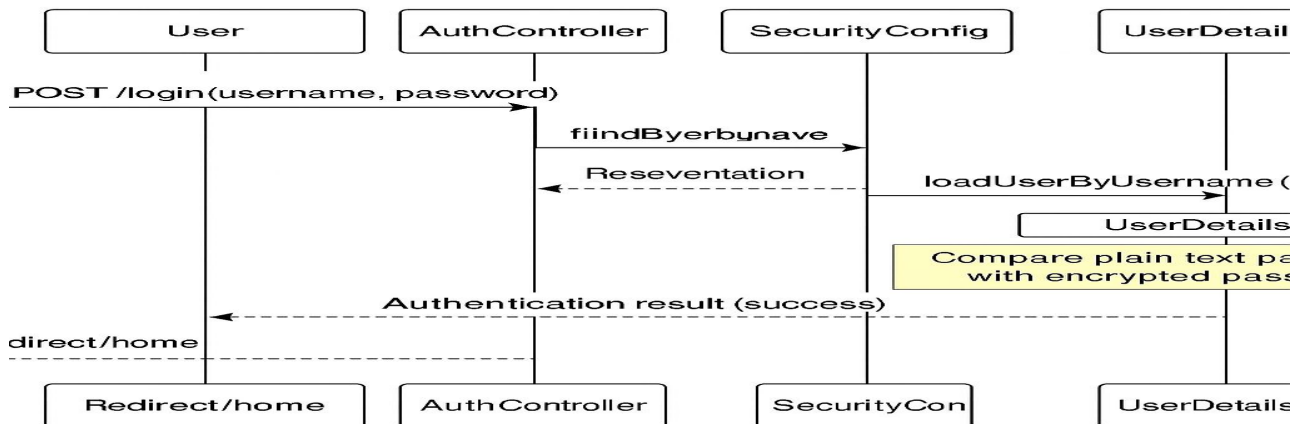 User
AuthController
SecurityConfig
UserDetail
POST /login(username, password)
fiindByerbynave
Reseventation
loadUserByUsername (
UserDetails
Compare plain text pa
with encrypted pass
Authentication result (success)
direct/home
Redirect/home
AuthController
SecurityCon
UserDetails